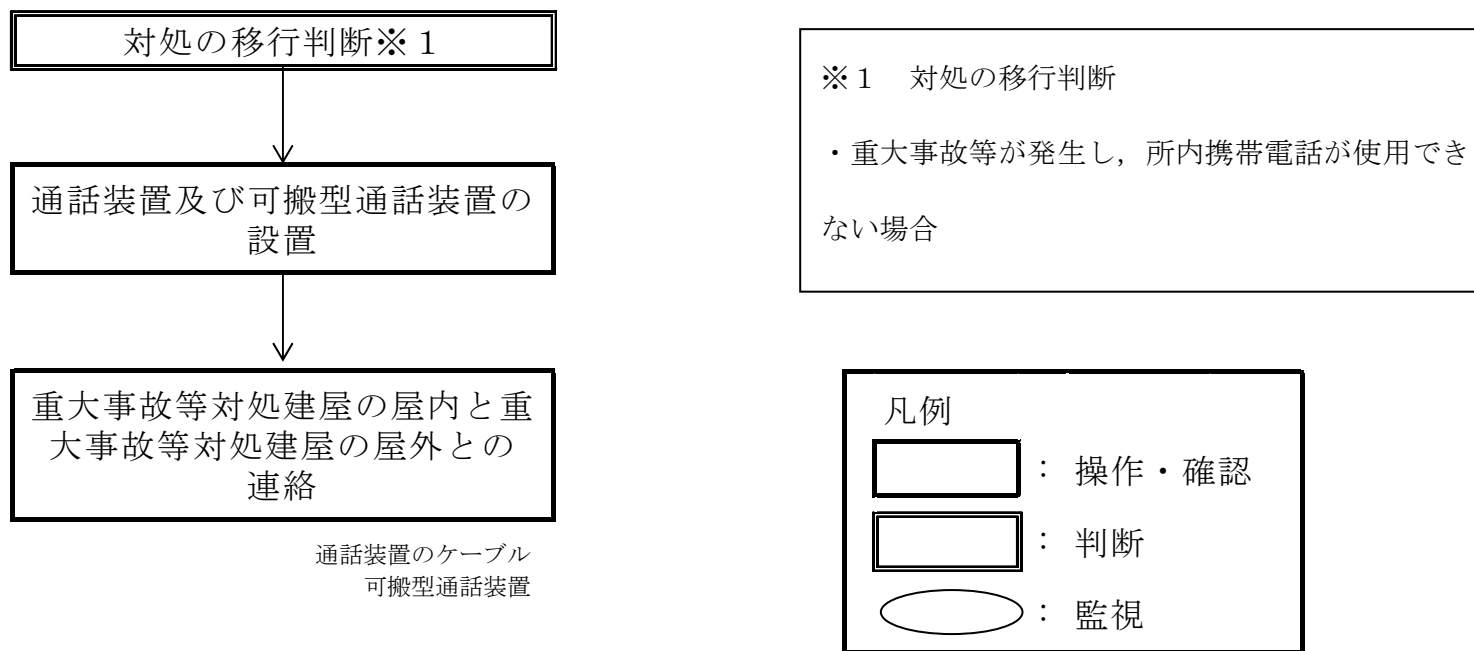 対処の移行判断※１
通話装置及び可搬型通話装置の
設置
重大事故等対処建屋の屋内と重
大事故等対処建屋の屋外との
連絡
通話装置のケーブル
可搬型通話装置
※１　対処の移行判断
・重大事故等が発生し，所内携帯電話が使用でき
ない場合
凡例
： 操作・確認
： 判断
： 監視